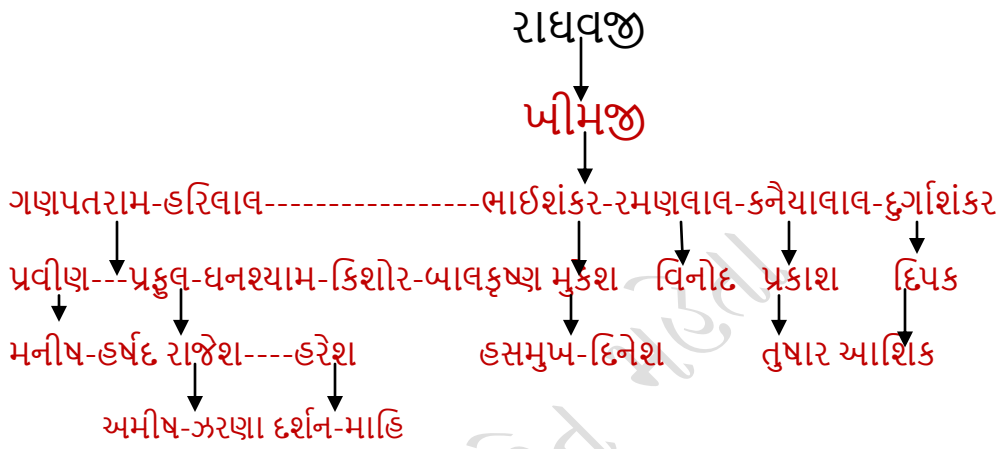 રાઘવજી
ખીમજી
ગણપતરામ-હરિલાલ----------------ભાઈશંકર-રમણલાલ-કનૈયાલાલ-દુર્ગાશંકર
પ્રવીણ---પ્રફુલ-ઘનશ્યામ-કિશોર-બાલકૃષ્ણ મુકેશ વિનોદ પ્રકાશ દિપક
મનીષ-હર્ષદ રાજેશ----હરેશ હસમુખ-દિનેશ તુષાર આશિક
અમીષ-ઝરણા દર્શન-માહિ